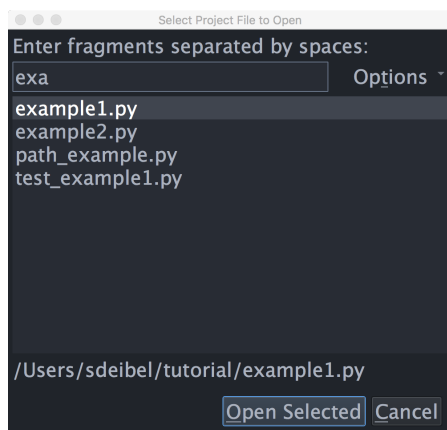 Select Project File to Open
Enter fragments separated by spaces:
exa
Options
example1.py
example2.py
path_example.py
test_example1.py
/Users/sdeibel/tutorial/example1.py
Open Selected
Cancel